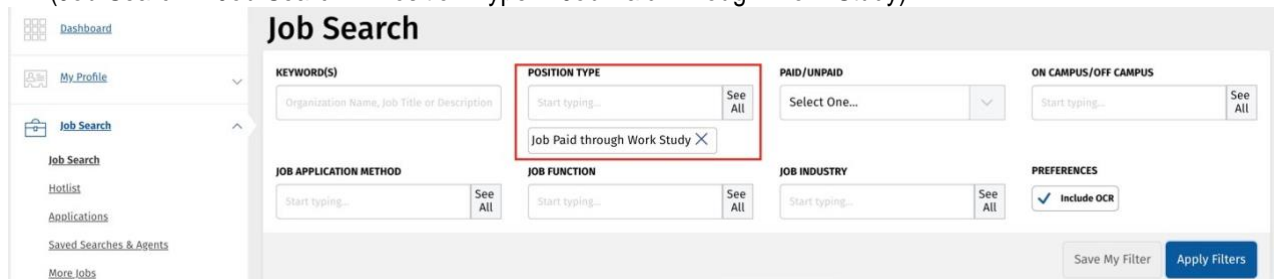 Dashboard
My Profile
Job Search
Job Search
Hotlist
Applications
Saved Searches & Agents
More Jobs
Job Search
KEYWORD(S)
Organization Name, Job Title or Description
POSITION TYPE
Start typing...
See All
Job Paid through Work Study
PAID/UNPAID
Select One...
ON CAMPUS/OFF CAMPUS
Start typing...
See All
JOB APPLICATION METHOD
Start typing...
See All
JOB FUNCTION
Start typing...
See All
JOB INDUSTRY
Start typing...
See All
PREFERENCES
Include OCR
Save My Filter
Apply Filters